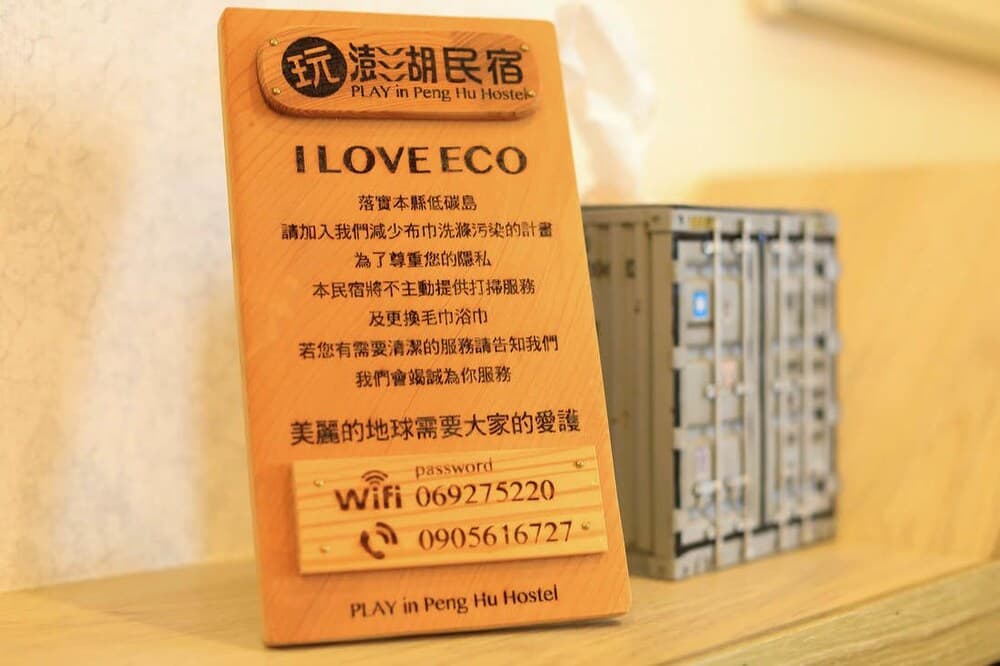 玩 澎湖民宿
PLAY in Peng Hu Hostel
I LOVE ECO
落實本縣低碳島
請加入我們減少布巾洗滌污染的計畫
為了尊重您的隱私
本民宿將不主動提供打掃服務
及更換毛巾浴巾
若您有需要清潔的服務請告知我們
我們會竭誠為你服務
美麗的地球需要大家的愛護
password
Wifi 069275220
0905616727
PLAY in Peng Hu Hostel